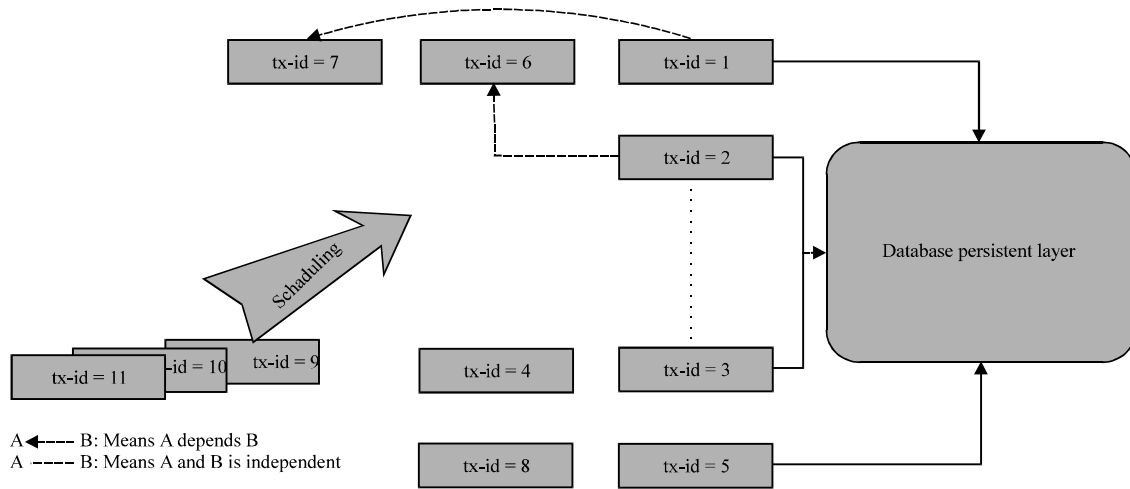 tx-id = 7
tx-id = 6
tx-id = 1
tx-id = 2
Database persistent layer
Schaduling
tx-id = 11
-id = 10
tx-id = 9
tx-id = 4
tx-id = 3
A B: Means A depends B
A B: Means A and B is independent
tx-id = 8
tx-id = 5